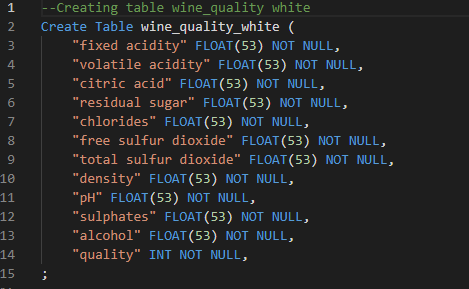 1 --Creating table wine_quality white
2 Create Table wine_quality_white (
3 "fixed acidity" FLOAT(53) NOT NULL,
4 "volatile acidity" FLOAT(53) NOT NULL,
5 "citric acid" FLOAT(53) NOT NULL,
6 "residual sugar" FLOAT(53) NOT NULL,
7 "chlorides" FLOAT(53) NOT NULL,
8 "free sulfur dioxide" FLOAT(53) NOT NULL,
9 "total sulfur dioxide" FLOAT(53) NOT NULL,
10 "density" FLOAT(53) NOT NULL,
11 "pH" FLOAT(53) NOT NULL,
12 "sulphates" FLOAT(53) NOT NULL,
13 "alcohol" FLOAT(53) NOT NULL,
14 "quality" INT NOT NULL,
15 ;